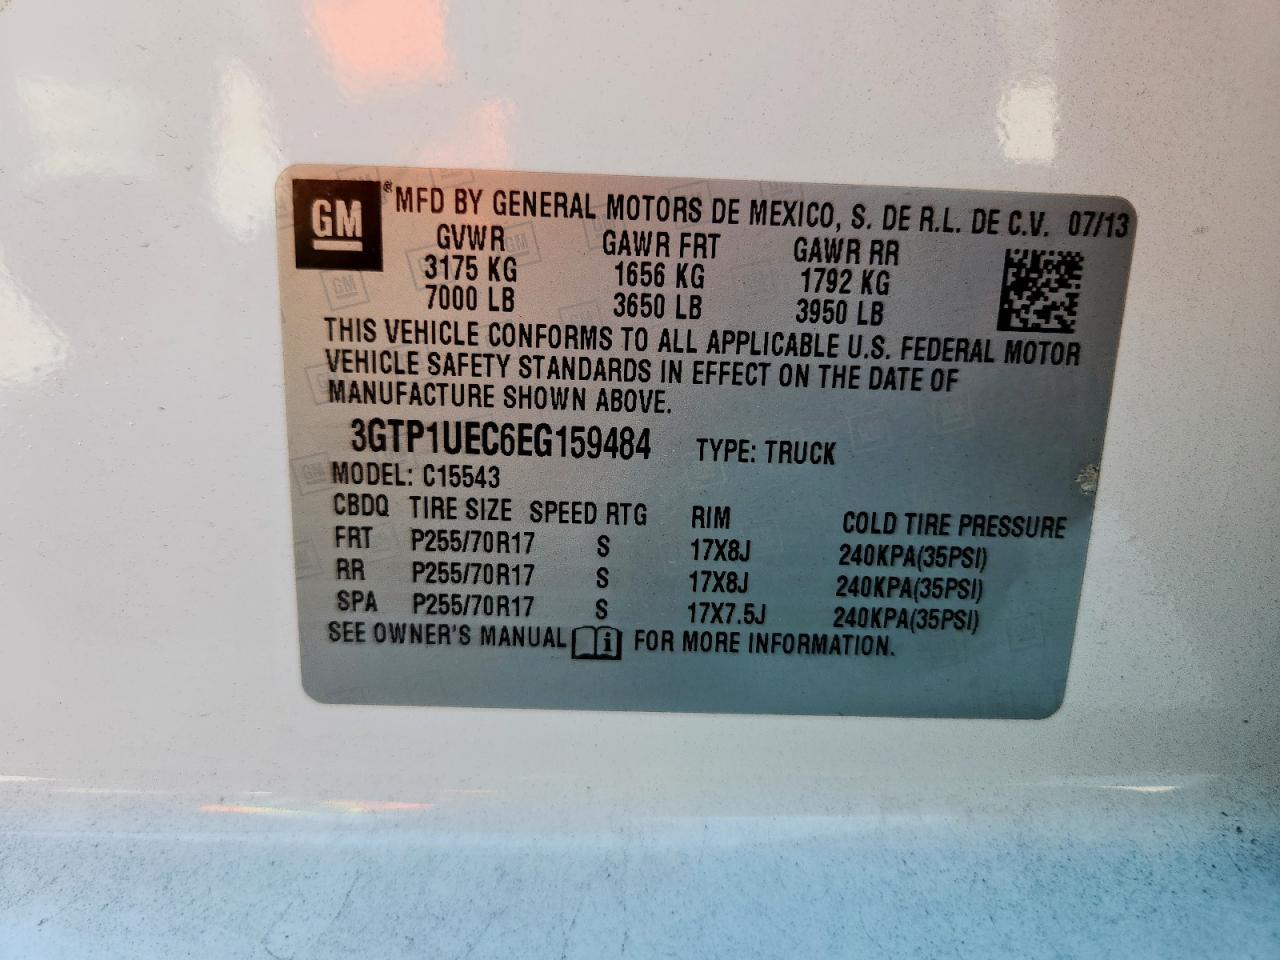 GM ® MFD BY GENERAL MOTORS DE MEXICO, S. DE R.L. DE C.V. 07/13
GVWR GAWR FRT GAWR RR
3175 KG 1656 KG 1792 KG
7000 LB 3650 LB 3950 LB
THIS VEHICLE CONFORMS TO ALL APPLICABLE U.S. FEDERAL MOTOR
VEHICLE SAFETY STANDARDS IN EFFECT ON THE DATE OF
MANUFACTURE SHOWN ABOVE.
3GTP1UEC6EG159484 TYPE: TRUCK
MODEL: C15543
CBDQ TIRE SIZE SPEED RTG RIM COLD TIRE PRESSURE
FRT P255/70R17 S 17X8J 240KPA(35PSI)
RR P255/70R17 S 17X8J 240KPA(35PSI)
SPA P255/70R17 S 17X7.5J 240KPA(35PSI)
SEE OWNER'S MANUAL i FOR MORE INFORMATION.